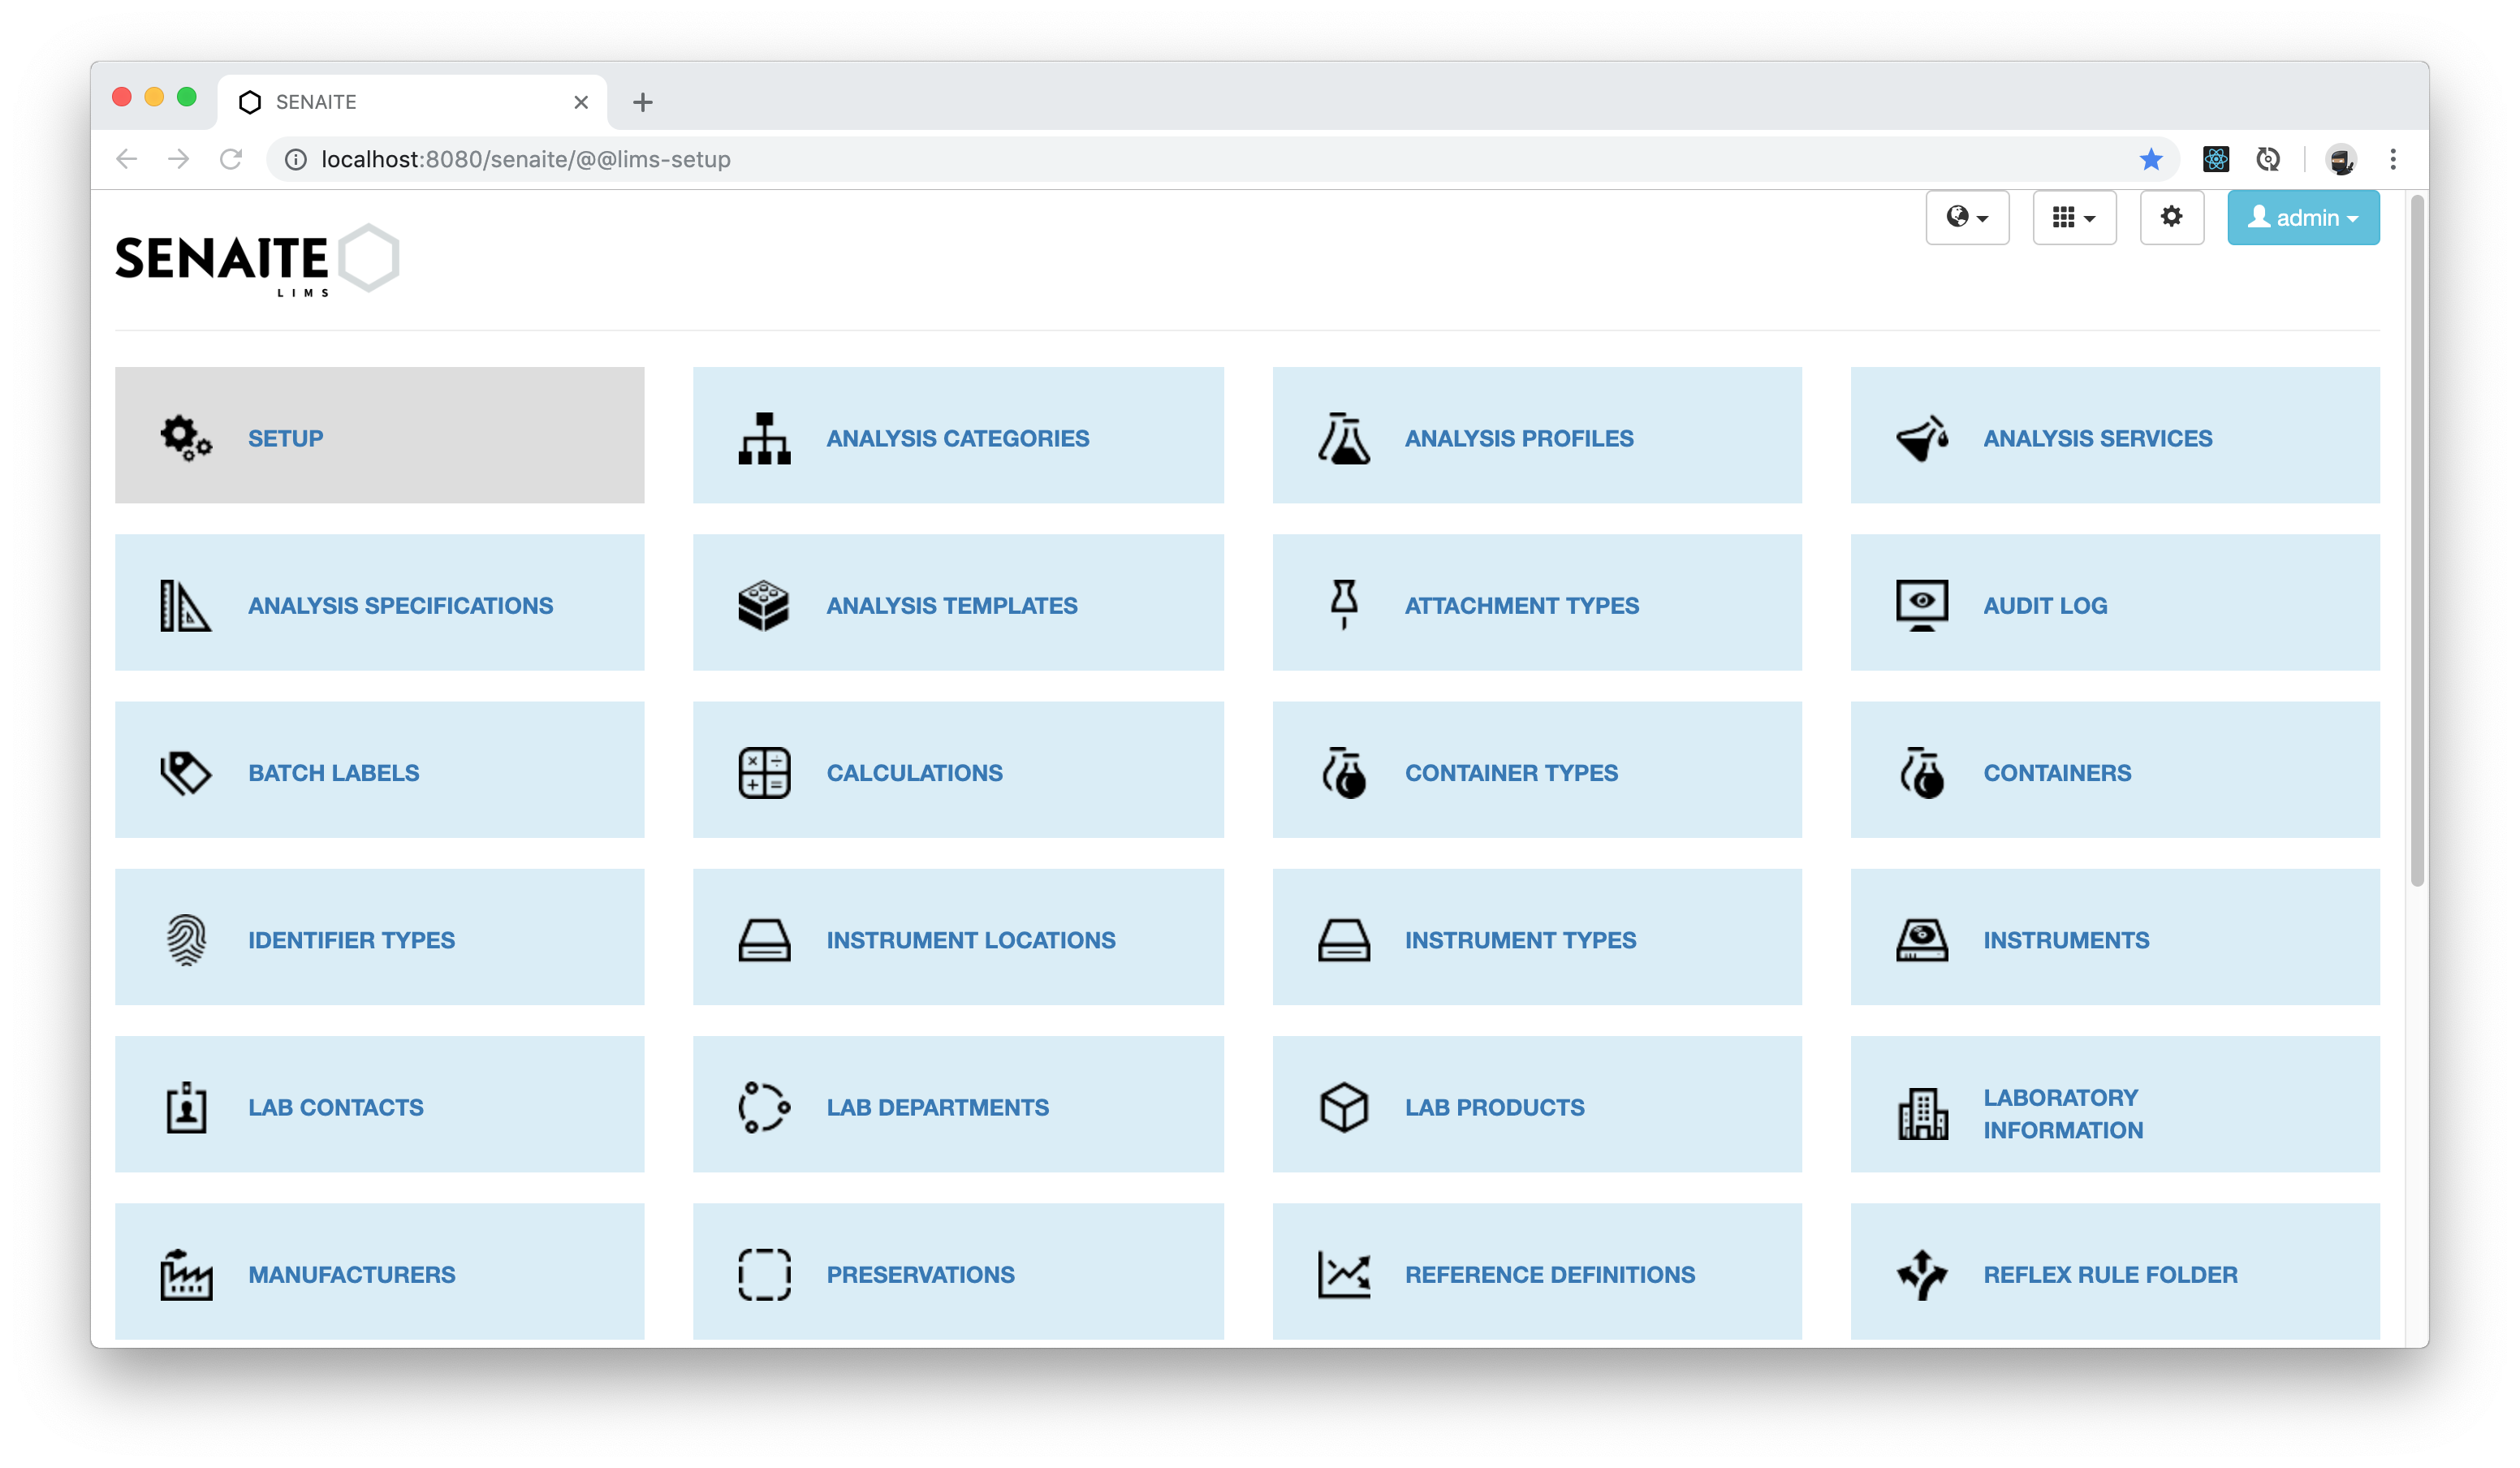 SENAITE
localhost:8080/senaite/@@lims-setup
admin
SENAITE
LIMS
SETUP
ANALYSIS CATEGORIES
ANALYSIS PROFILES
ANALYSIS SERVICES
ANALYSIS SPECIFICATIONS
ANALYSIS TEMPLATES
ATTACHMENT TYPES
AUDIT LOG
BATCH LABELS
CALCULATIONS
CONTAINER TYPES
CONTAINERS
IDENTIFIER TYPES
INSTRUMENT LOCATIONS
INSTRUMENT TYPES
INSTRUMENTS
LAB CONTACTS
LAB DEPARTMENTS
LAB PRODUCTS
LABORATORY
INFORMATION
MANUFACTURERS
PRESERVATIONS
REFERENCE DEFINITIONS
REFLEX RULE FOLDER